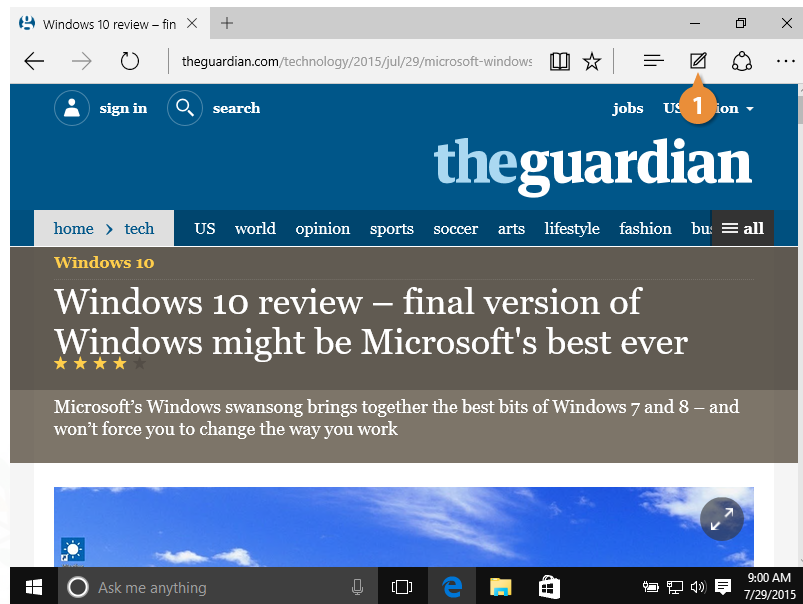 Windows 10 review – fin
theguardian.com/technology/2015/jul/29/microsoft-windows
1
sign in
search
jobs
theguardian
home
tech
US
world
opinion
sports
soccer
arts
lifestyle
fashion
all
Windows 10
Windows 10 review – final version of
Windows might be Microsoft's best ever
Microsoft’s Windows swansong brings together the best bits of Windows 7 and 8 – and
won’t force you to change the way you work
Ask me anything
9:00 AM
7/29/2015